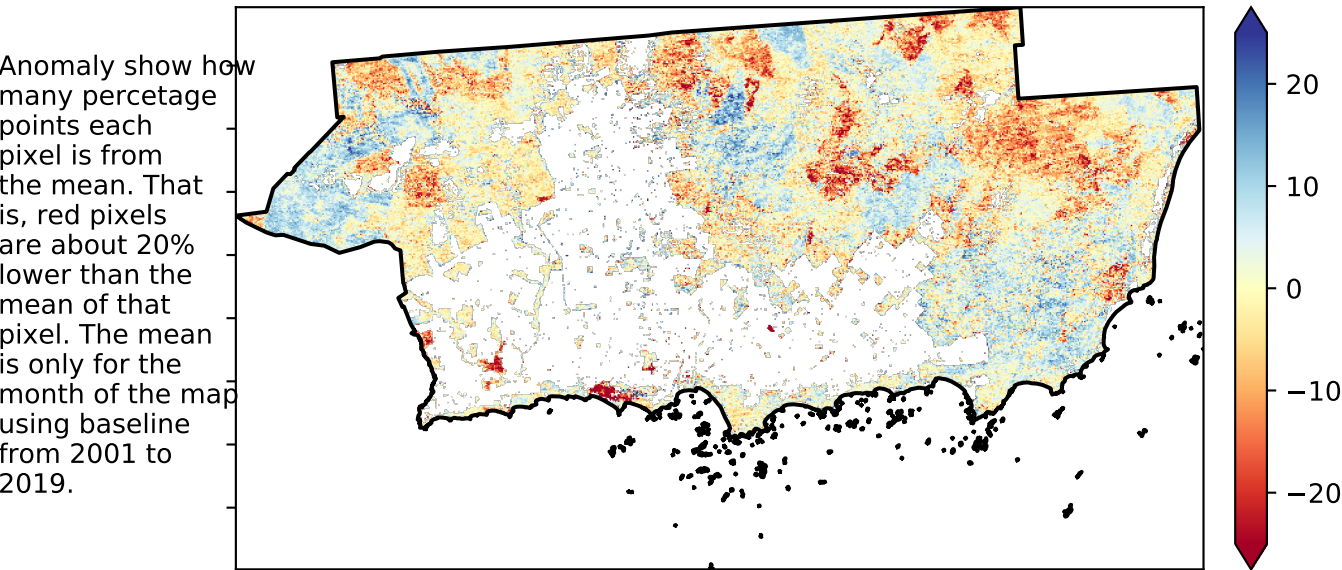 Anomaly show how
many percetage
points each
pixel is from
the mean. That
is, red pixels
are about 20%
lower than the
mean of that
pixel. The mean
is only for the
month of the map
using baseline
from 2001 to
2019.
20
10
0
−10
−20